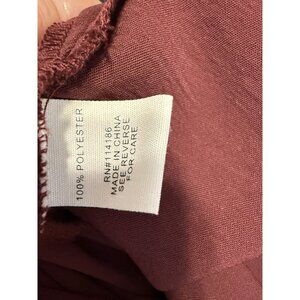 100% POLYESTER
RN#114186
MADE IN CHINA
SEE REVERSE
FOR CARE